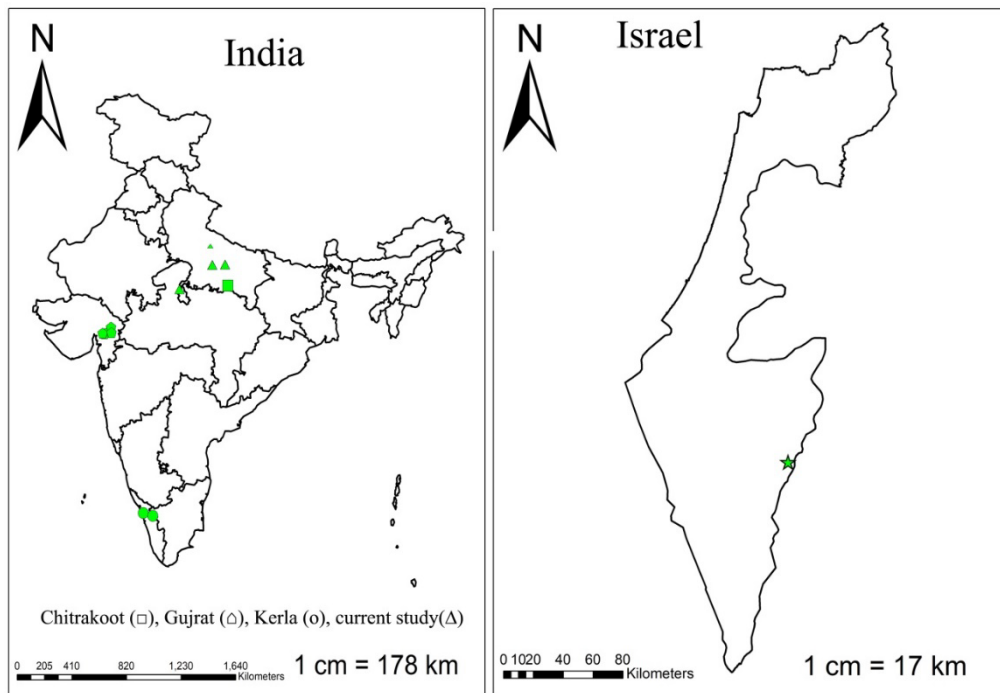 N
India
Chitrakoot (□), Gujrat (⌂), Kerla (o), current study(Δ)
0 205 410 820 1,230 1,640
Kilometers
1 cm = 178 km
N
Israel
0 1020 40 60 80
Kilometers
1 cm = 17 km